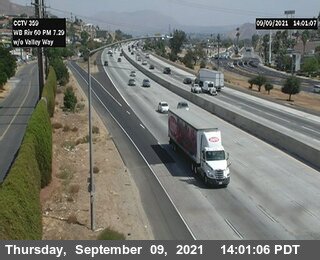 CCTV 359
WB Riv 60 PM 7.29
w/o Valley Way
09/09/2021 14:01:07
Thursday, September 09, 2021 14:01:06 PDT